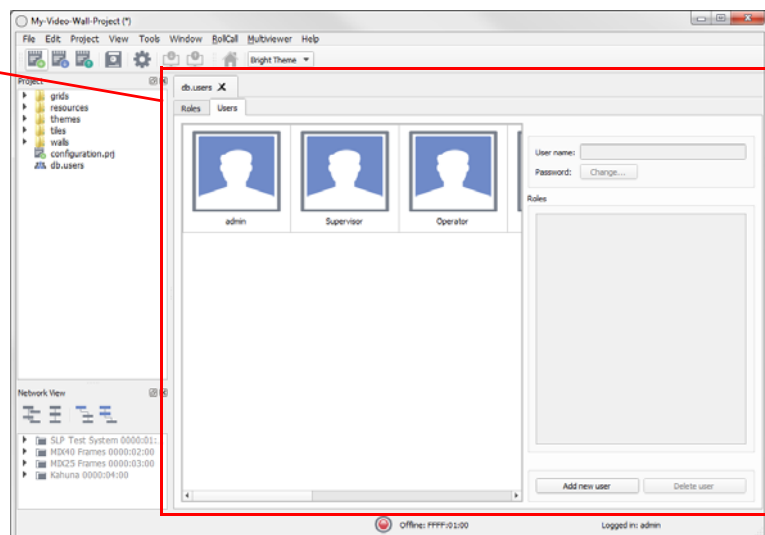 My-Video-Wall-Project (*)
File Edit Project View Tools Window RollCall Multiviewer Help
Bright Theme
Project
grids
resources
themes
tiles
walls
configuration.prj
db.users
db.users
Roles Users
admin
Supervisor
Operator
User name:
Password: Change...
Roles
Network View
SLP Test System 0000:01:
MIX40 Frames 0000:02:00
MIX25 Frames 0000:03:00
Kahuna 0000:04:00
Add new user Delete user
Offline: FFFF:01:00 Logged in: admin